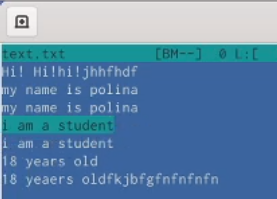 text.txt [BM--] 0 L:[
Hi! Hi!hi!jhhfhdf
my name is polina
my name is polina
i am a student
i am a student
18 years old
18 yeaers oldfkjbfgfnfnfnfn